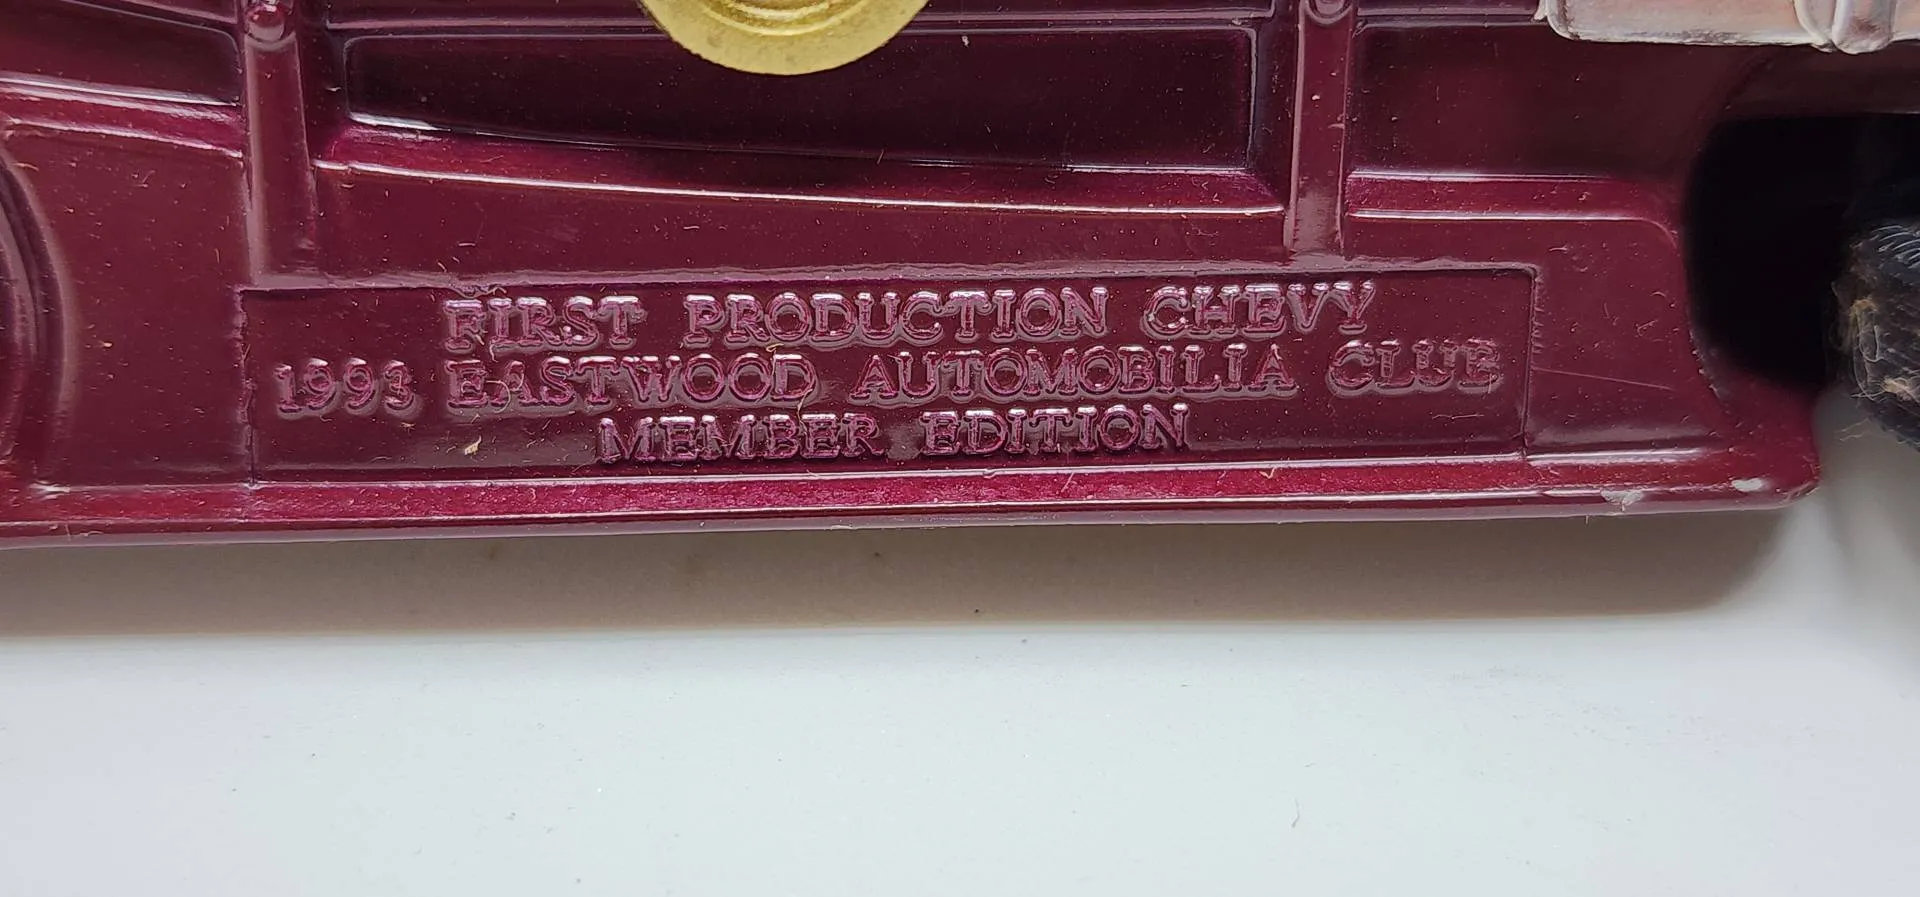 FIRST PRODUCTION CHEVY
1993 EASTWOOD AUTOMOBILIA CLUB
MEMBER EDITION